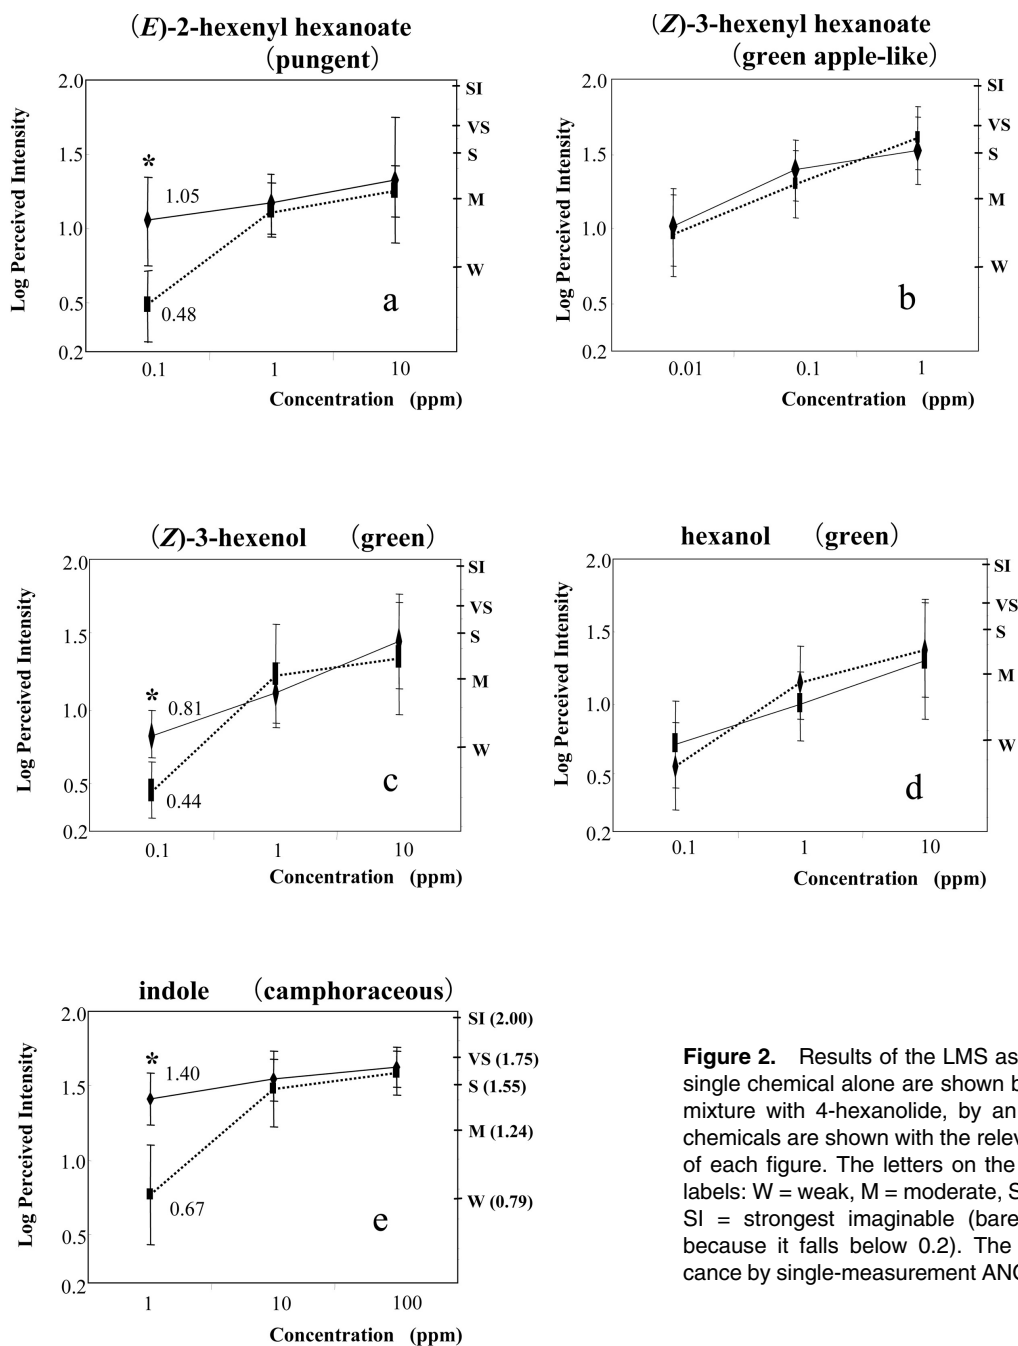 (E)-2-hexenyl hexanoate
(pungent)
2.0
1.5
1.0
0.5
0.2
Log Perceived Intensity
*
1.05
0.48
a
SI
VS
S
M
W
0.1 1 10
Concentration (ppm)
(Z)-3-hexenyl hexanoate
(green apple-like)
2.0
1.5
1.0
0.5
0.2
Log Perceived Intensity
b
SI
VS
S
M
W
0.01 0.1 1
Concentration (ppm)
(Z)-3-hexenol (green)
2.0
1.5
1.0
0.5
0.2
Log Perceived Intensity
*
0.81
0.44
c
SI
VS
S
M
W
0.1 1 10
Concentration (ppm)
hexanol (green)
2.0
1.5
1.0
0.5
0.2
Log Perceived Intensity
d
SI
VS
S
M
W
0.1 1 10
Concentration (ppm)
indole (camphoraceous)
2.0
1.5
1.0
0.5
0.2
Log Perceived Intensity
*
1.40
0.67
e
SI (2.00)
VS (1.75)
S (1.55)
M (1.24)
W (0.79)
1 10 100
Concentration (ppm)
Figure 2. Results of the LMS as
single chemical alone are shown b
mixture with 4-hexanolide, by an
chemicals are shown with the relev
of each figure. The letters on the
labels: W = weak, M = moderate, S
SI = strongest imaginable (bare
because it falls below 0.2). The
cance by single-measurement ANO